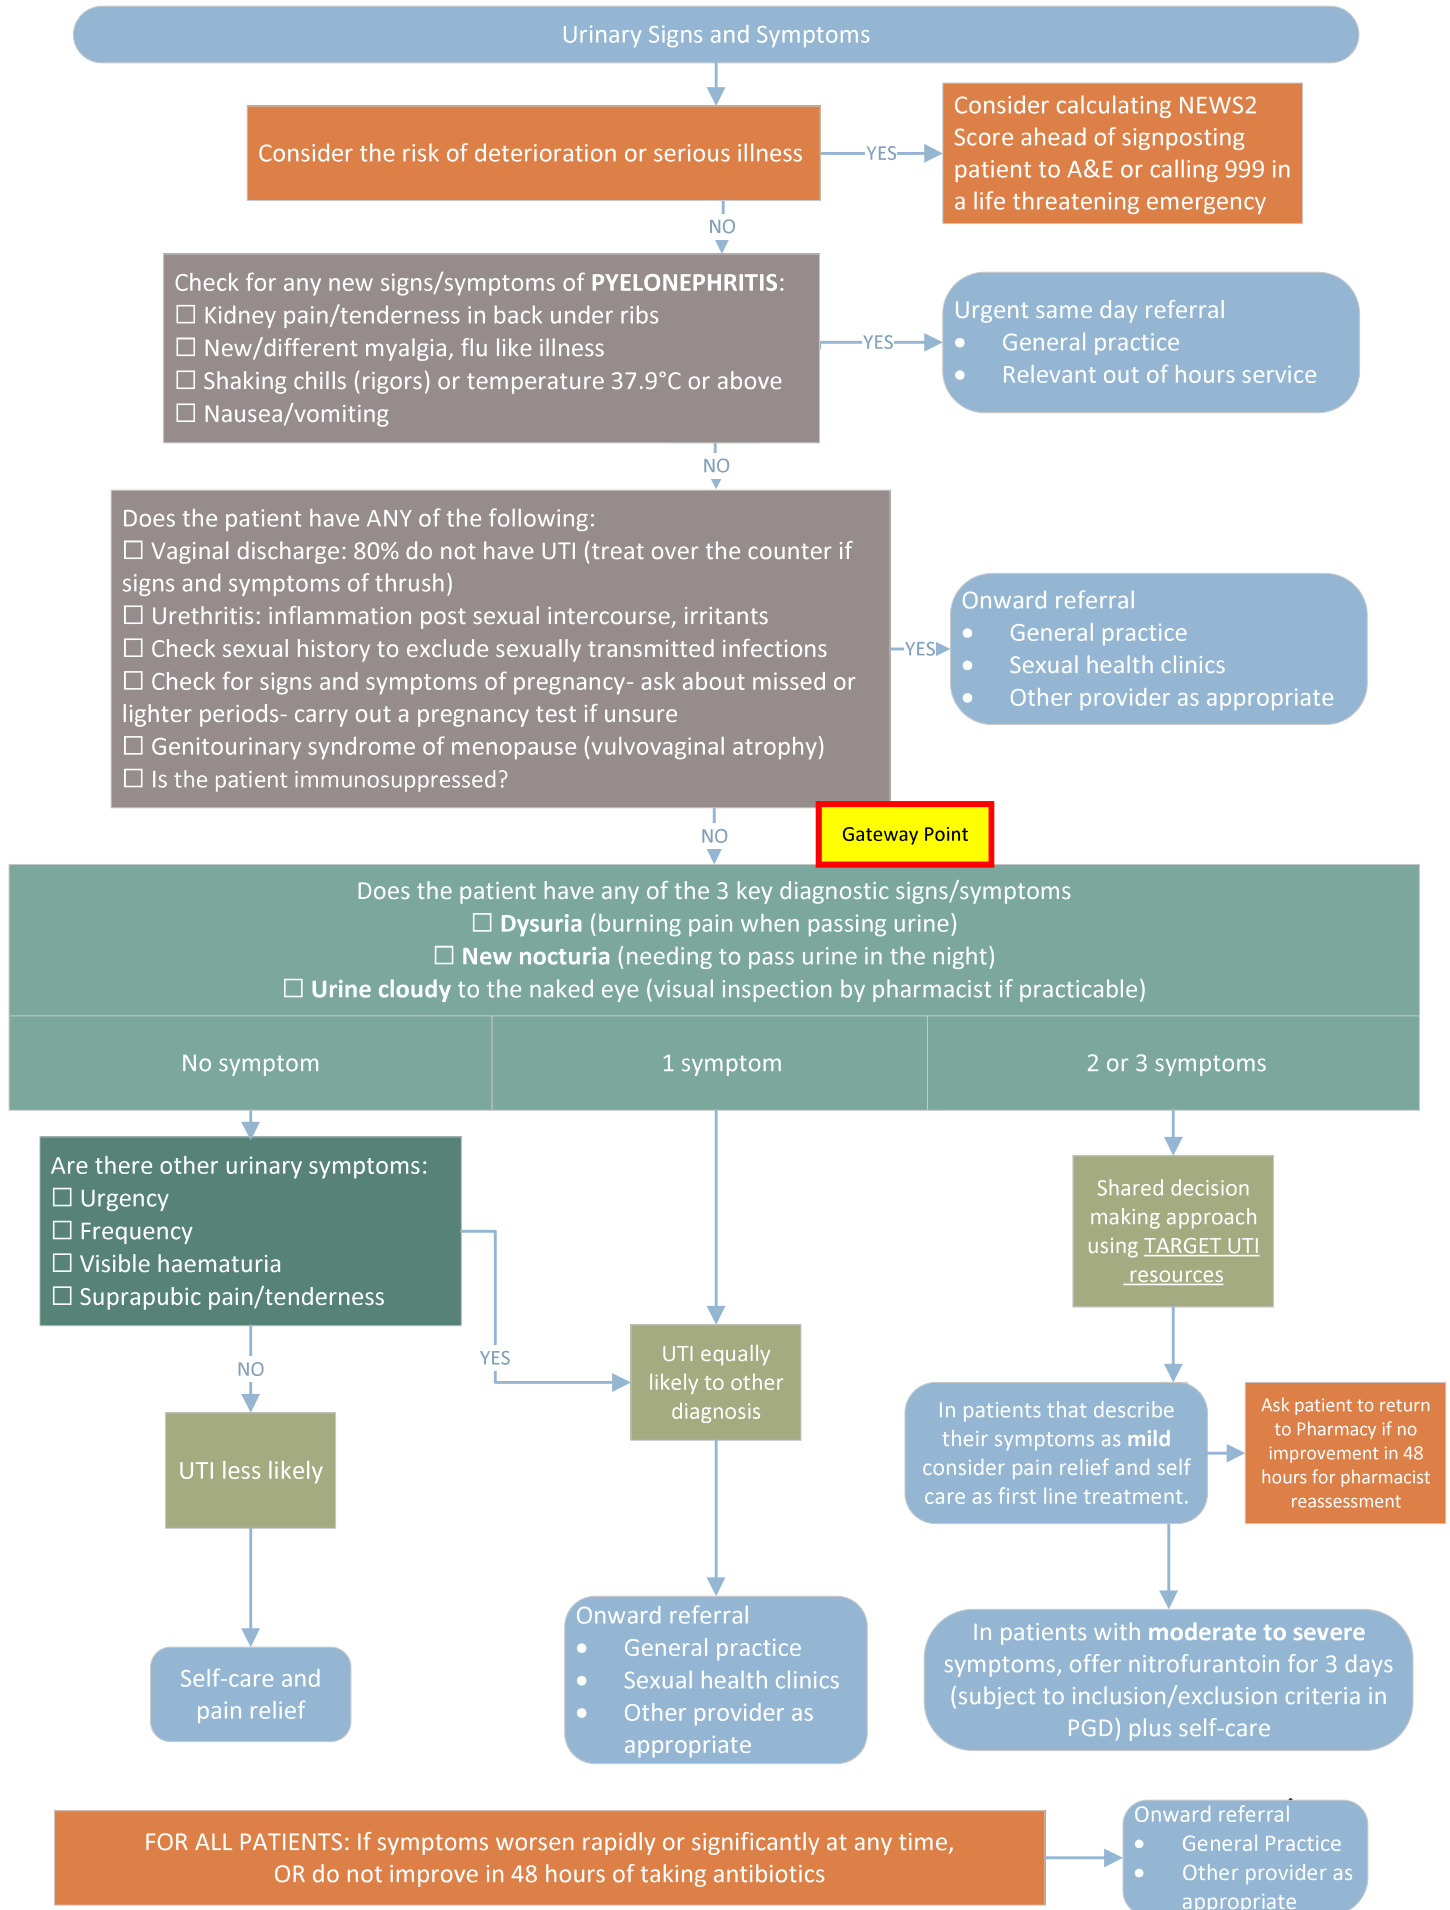 Urinary Signs and Symptoms
Consider the risk of deterioration or serious illness
YES
Consider calculating NEWS2
Score ahead of signposting
patient to A&E or calling 999 in
a life threatening emergency
NO
Check for any new signs/symptoms of PYELONEPHRITIS:
☐ Kidney pain/tenderness in back under ribs
☐ New/different myalgia, flu like illness
☐ Shaking chills (rigors) or temperature 37.9°C or above
☐ Nausea/vomiting
YES
Urgent same day referral
• General practice
• Relevant out of hours service
NO
Does the patient have ANY of the following:
☐ Vaginal discharge: 80% do not have UTI (treat over the counter if
signs and symptoms of thrush)
☐ Urethritis: inflammation post sexual intercourse, irritants
☐ Check sexual history to exclude sexually transmitted infections
☐ Check for signs and symptoms of pregnancy- ask about missed or
lighter periods- carry out a pregnancy test if unsure
☐ Genitourinary syndrome of menopause (vulvovaginal atrophy)
☐ Is the patient immunosuppressed?
YES
Onward referral
• General practice
• Sexual health clinics
• Other provider as appropriate
NO
Gateway Point
Does the patient have any of the 3 key diagnostic signs/symptoms
☐ Dysuria (burning pain when passing urine)
☐ New nocturia (needing to pass urine in the night)
☐ Urine cloudy to the naked eye (visual inspection by pharmacist if practicable)
No symptom
1 symptom
2 or 3 symptoms
Are there other urinary symptoms:
☐ Urgency
☐ Frequency
☐ Visible haematuria
☐ Suprapubic pain/tenderness
NO
YES
UTI less likely
Self-care and
pain relief
UTI equally
likely to other
diagnosis
Onward referral
• General practice
• Sexual health clinics
• Other provider as
appropriate
Shared decision
making approach
using TARGET UTI
resources
In patients that describe
their symptoms as mild
consider pain relief and self
care as first line treatment.
Ask patient to return
to Pharmacy if no
improvement in 48
hours for pharmacist
reassessment
In patients with moderate to severe
symptoms, offer nitrofurantoin for 3 days
(subject to inclusion/exclusion criteria in
PGD) plus self-care
FOR ALL PATIENTS: If symptoms worsen rapidly or significantly at any time,
OR do not improve in 48 hours of taking antibiotics
Onward referral
• General Practice
• Other provider as
appropriate